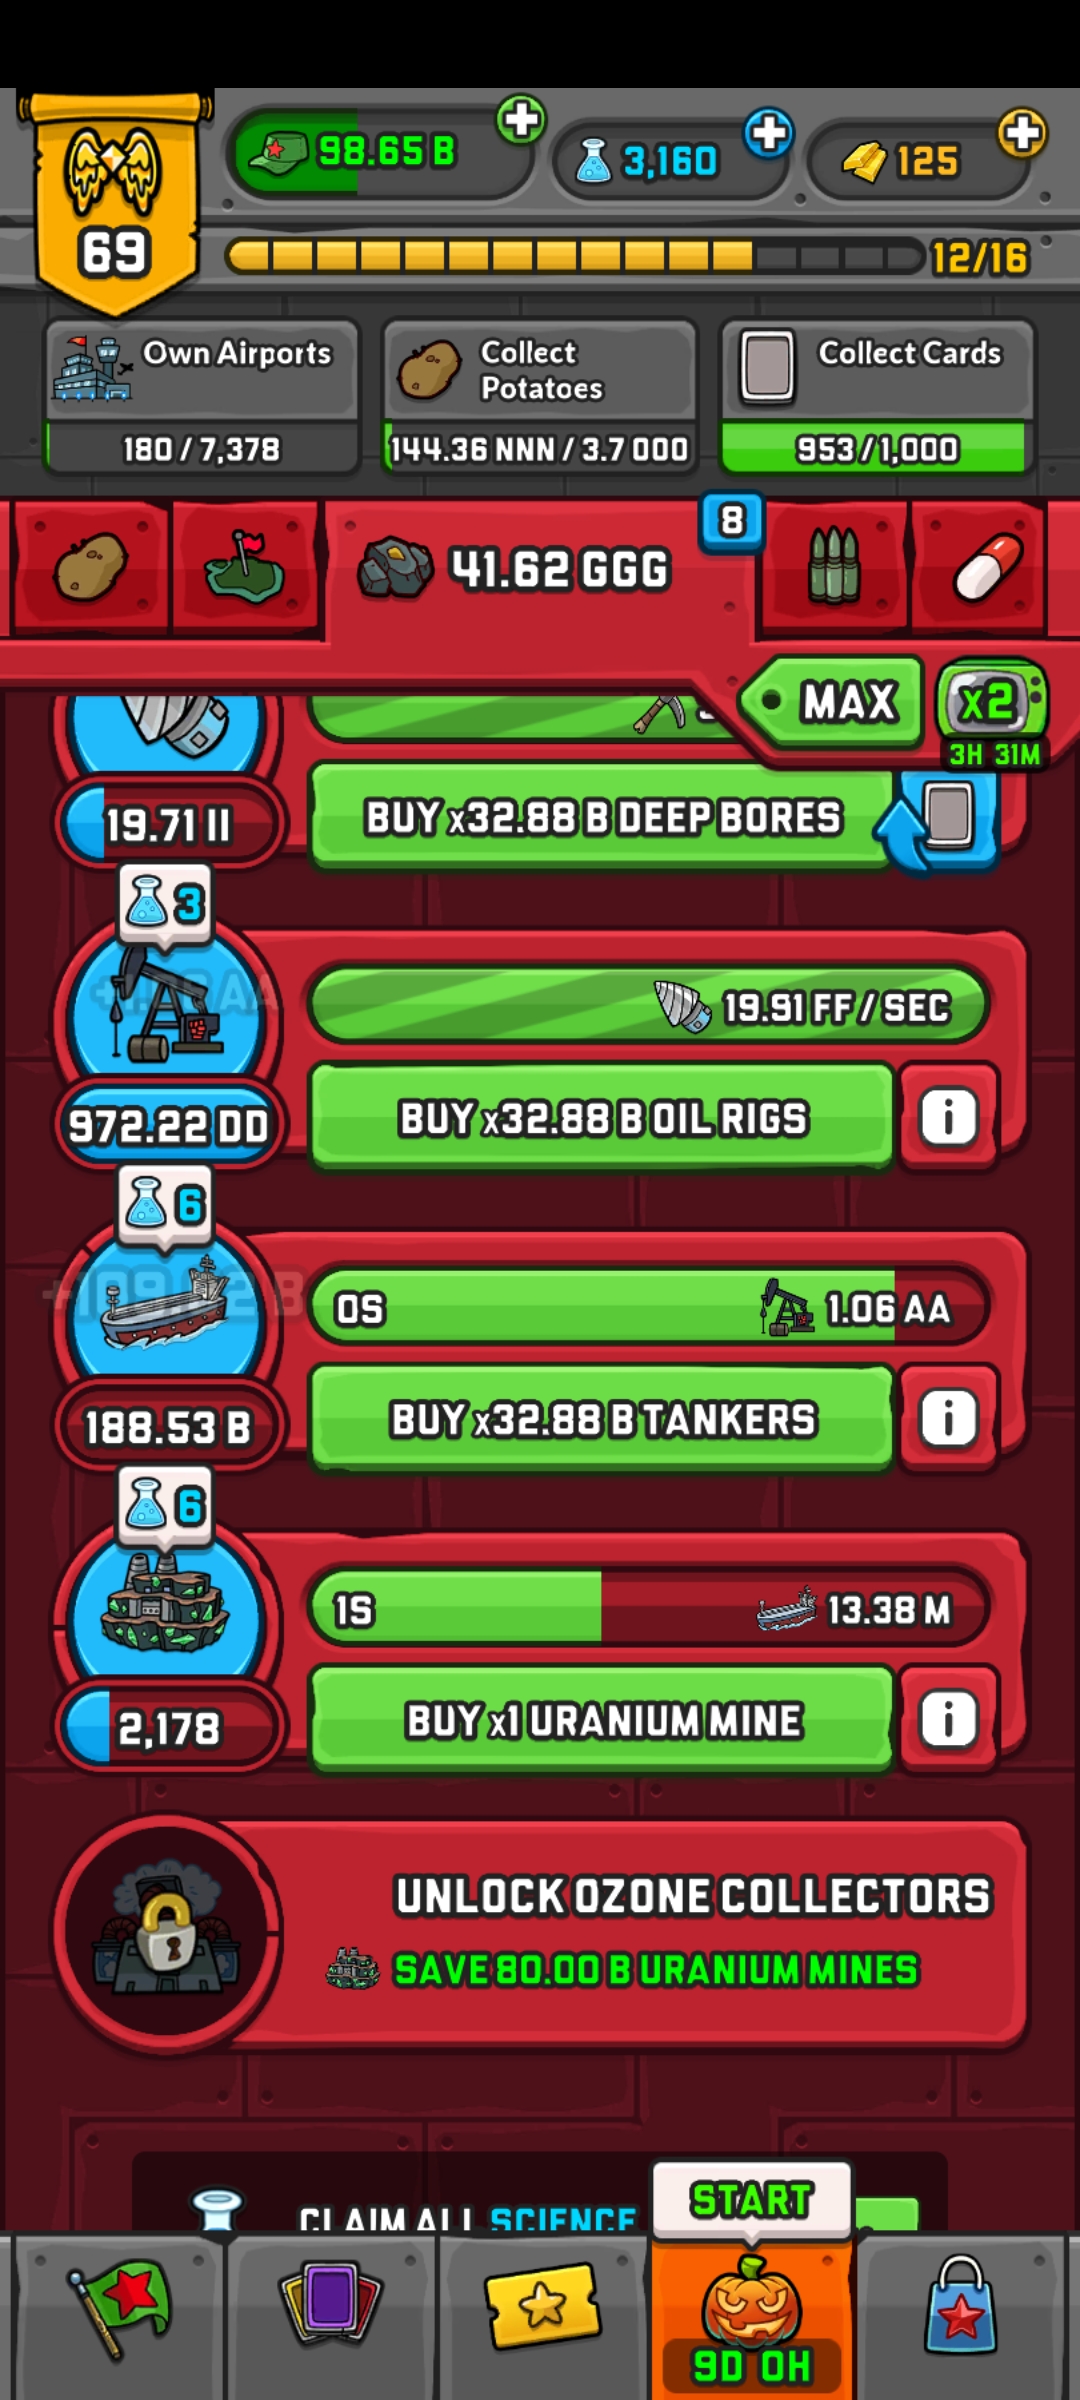 98.65 B
3,160
125
69
12/16
Own Airports
180 / 7,378
Collect
Potatoes
144.36 NNN / 3.7 OOO
Collect Cards
953 / 1,000
41.62 GGG
8
MAX
x2
3H 31M
19.71 II
BUY x32.88 B DEEP BORES
3
19.91 FF / SEC
972.22 DD
BUY x32.88 B OIL RIGS
i
6
0S
1.06 AA
188.53 B
BUY x32.88 B TANKERS
i
6
1S
13.38 M
2,178
BUY x1 URANIUM MINE
i
UNLOCK OZONE COLLECTORS
SAVE 80.00 B URANIUM MINES
CLAIM ALL SCIENCE
START
9D 0H